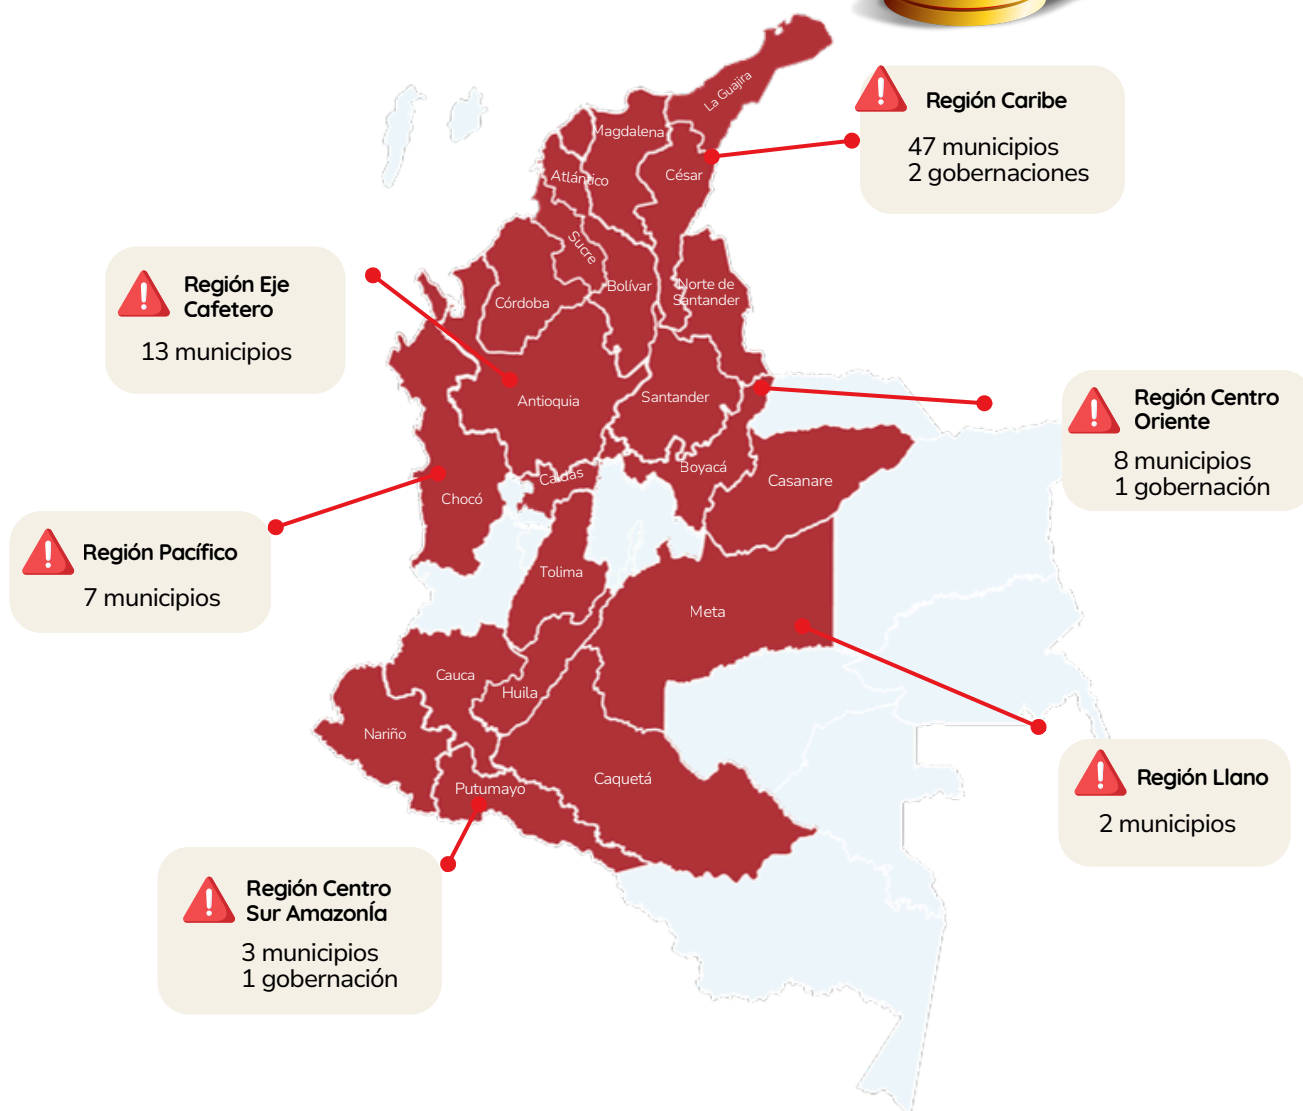 Región Caribe
47 municipios
2 gobernaciones
La Guajira
Magdalena
Atlántico
César
Sucre
Región Eje
Cafetero
13 municipios
Córdoba
Bolívar
Norte de
Santander
Antioquia
Santander
Región Centro
Oriente
8 municipios
1 gobernación
Caldas
Boyacá
Casanare
Chocó
Región Pacífico
7 municipios
Tolima
Meta
Cauca
Huila
Nariño
Caquetá
Putumayo
Región Llano
2 municipios
Región Centro
Sur AmazonÍa
3 municipios
1 gobernación